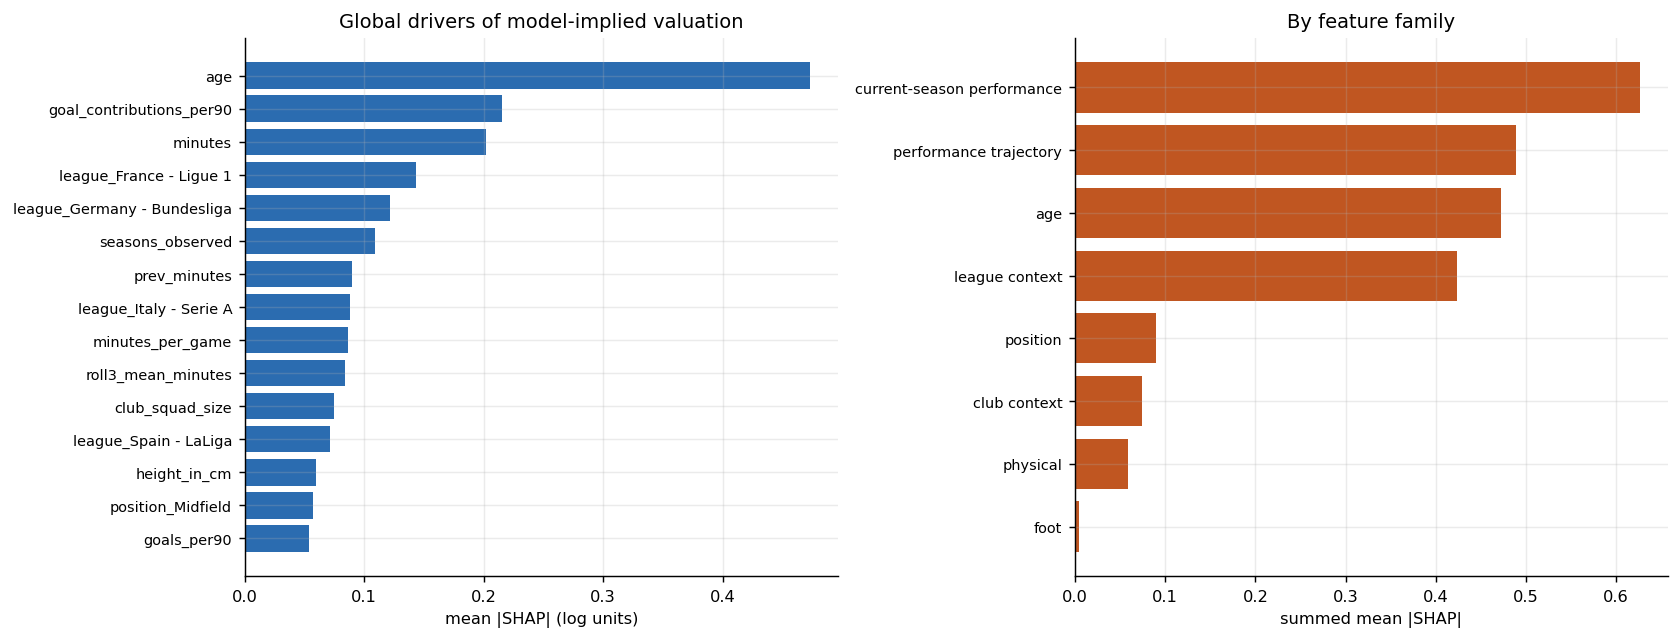 Global drivers of model-implied valuation
age
goal_contributions_per90
minutes
league_France - Ligue 1
league_Germany - Bundesliga
seasons_observed
prev_minutes
league_Italy - Serie A
minutes_per_game
roll3_mean_minutes
club_squad_size
league_Spain - LaLiga
height_in_cm
position_Midfield
goals_per90
0.0 0.1 0.2 0.3 0.4
mean |SHAP| (log units)
By feature family
current-season performance
performance trajectory
age
league context
position
club context
physical
foot
0.0 0.1 0.2 0.3 0.4 0.5 0.6
summed mean |SHAP|